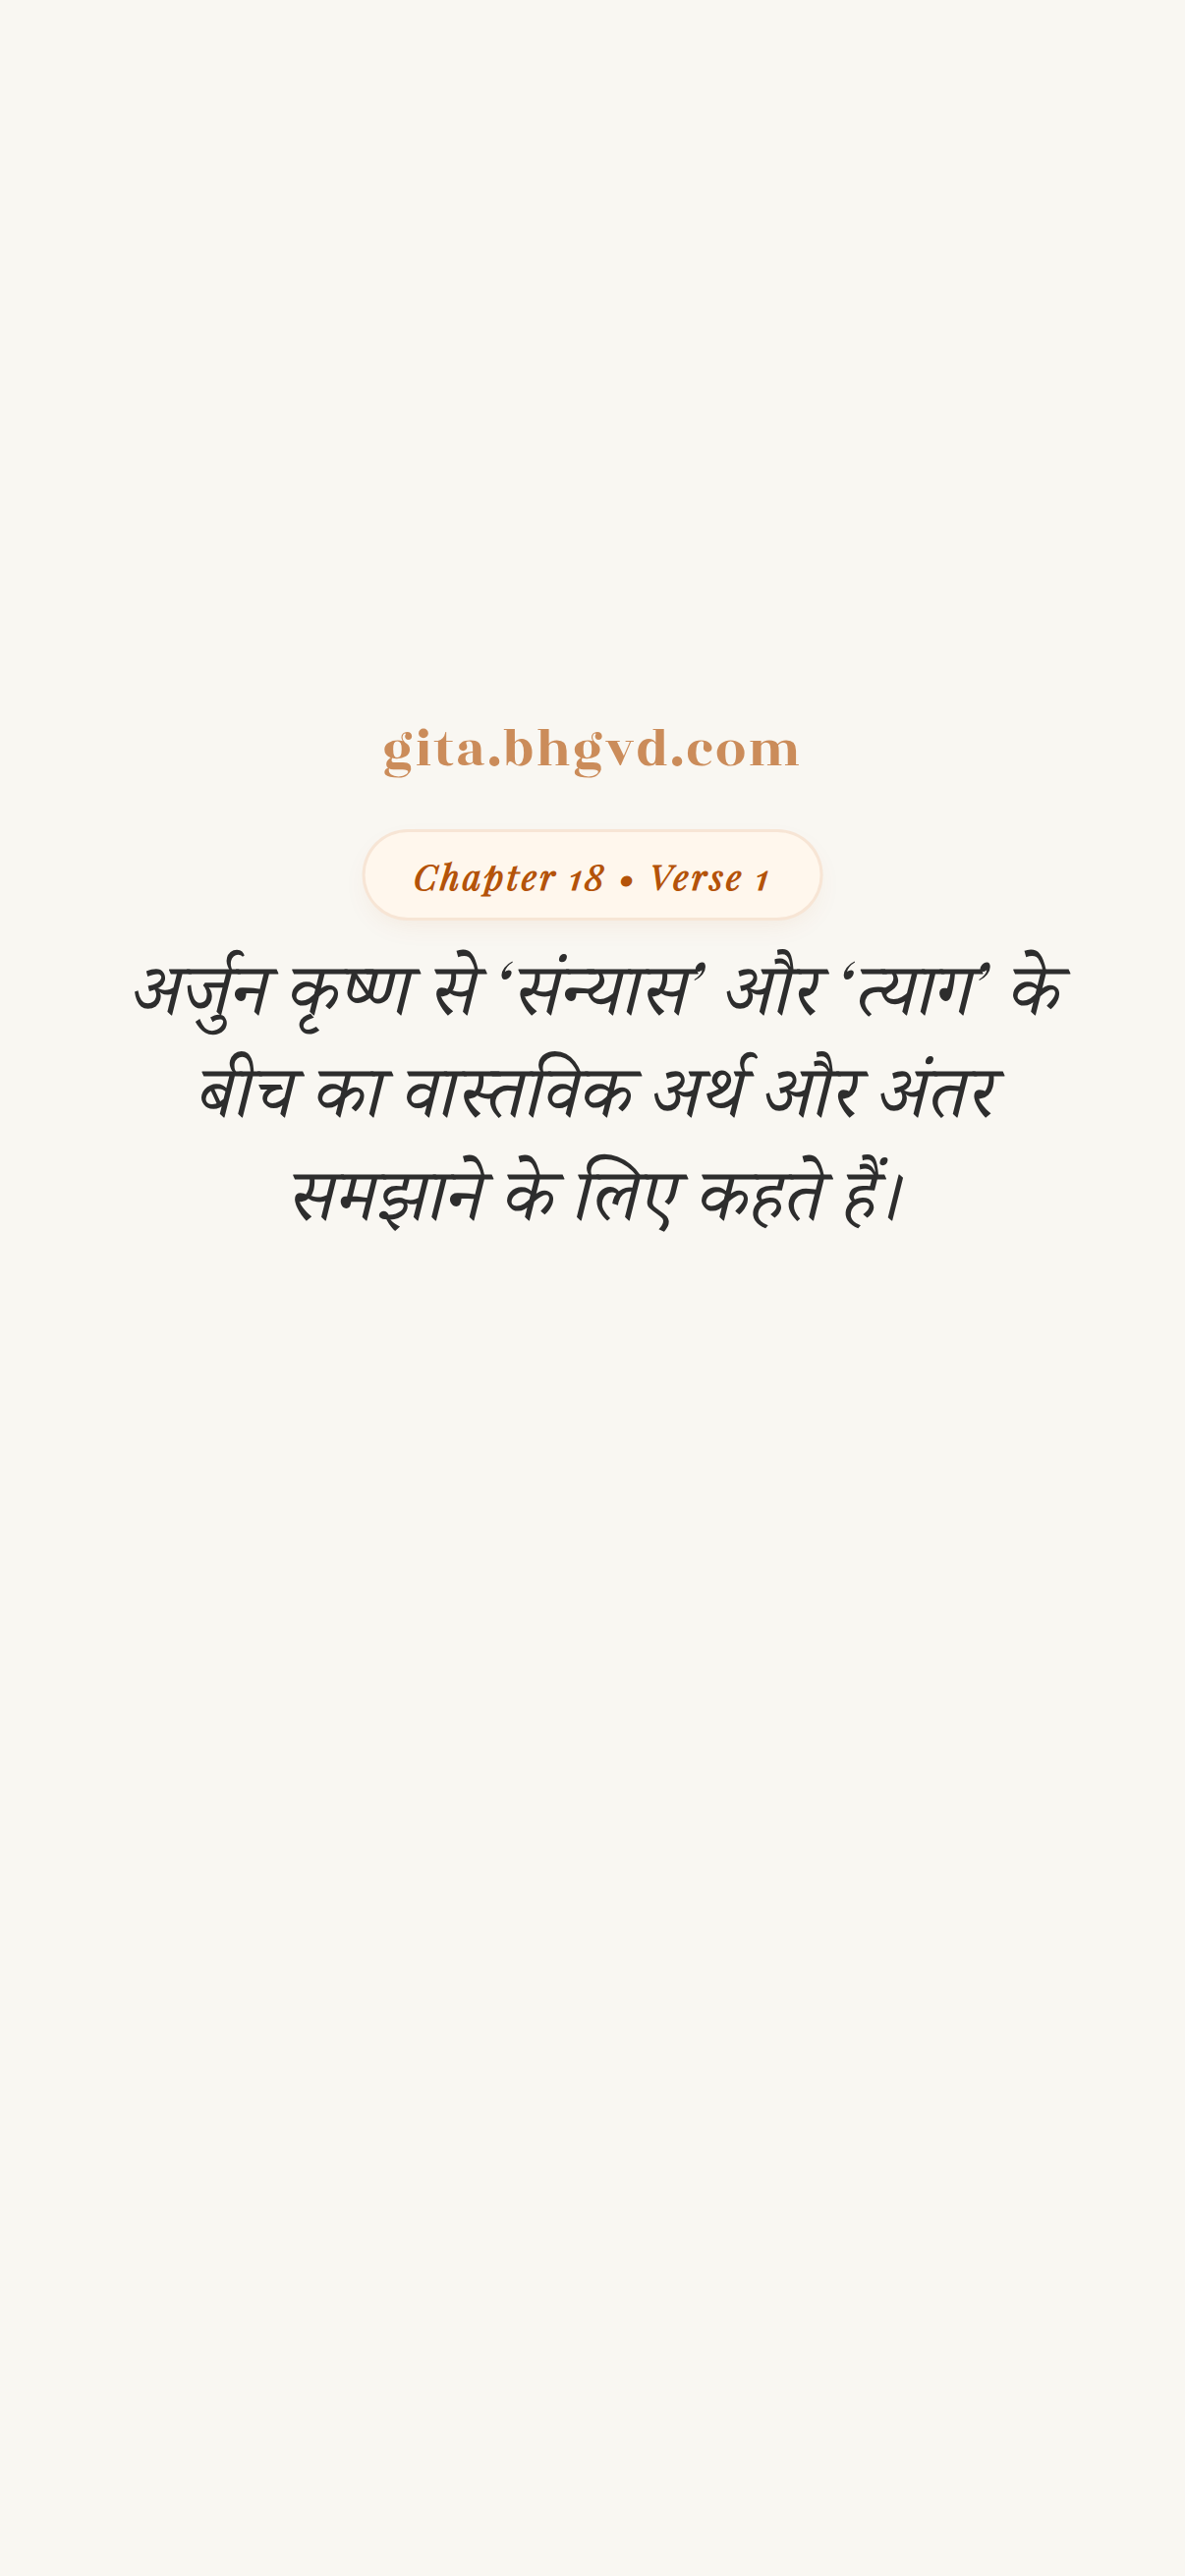 gita.bhgvd.com
Chapter 18 • Verse 1
अर्जुन कृष्ण से ‘संन्यास’ और ‘त्याग’ के
बीच का वास्तविक अर्थ और अंतर
समझाने के लिए कहते हैं।